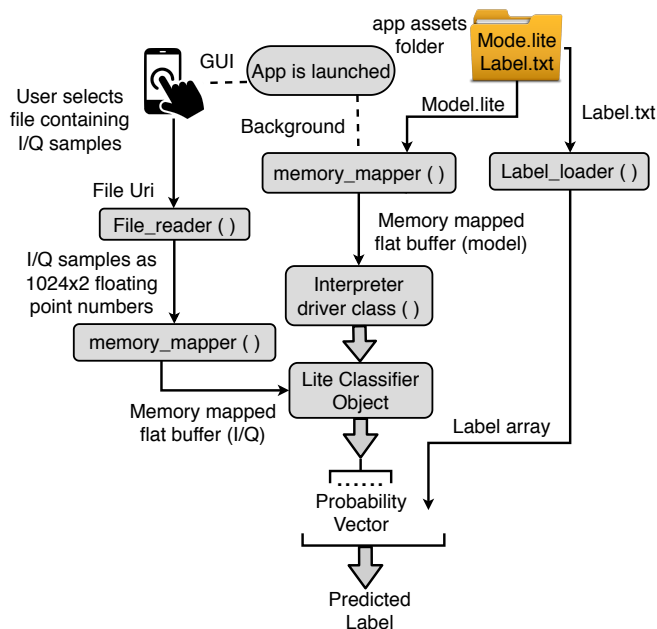 app assets
folder
Mode.lite
Label.txt
GUI
App is launched
User selects
file containing
I/Q samples
Background
Model.lite
Label.txt
memory_mapper ( )
Label_loader ( )
File Uri
File_reader ( )
Memory mapped
flat buffer (model)
I/Q samples as
1024x2 floating
point numbers
Interpreter
driver class ( )
memory_mapper ( )
Lite Classifier
Object
Memory mapped
flat buffer (I/Q)
Label array
Probability
Vector
Predicted
Label